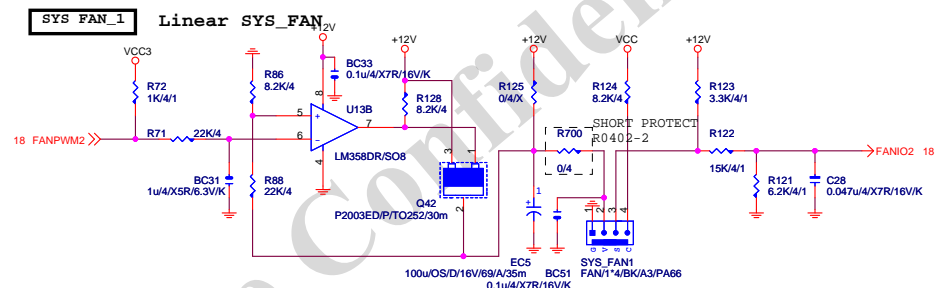 SYS FAN_1
Linear SYS_FAN
+12V
+12V
+12V
VCC
+12V
VCC3
BC33
0.1u/4/X7R/16V/K
R72
1K/4/1
R86
8.2K/4
R128
8.2K/4
R125
0/4/X
R124
8.2K/4
R123
3.3K/4/1
8
U13B
5
+
7
6
-
4
LM358DR/SO8
SHORT PROTECT
R0402-2
R700
0/4
18 FANPWM2
R71
22K/4
R122
15K/4/1
FANIO2 18
BC31
1u/4/X5R/6.3V/K
R88
22K/4
3
1
2
Q42
P2003ED/P/TO252/30m
R121
6.2K/4/1
C28
0.047u/4/X7R/16V/K
+
1
1
2
3
4
G
V
S
C
EC5
100u/OS/D/16V/69/A/35m
BC51
0.1u/4/X7R/16V/K
SYS_FAN1
FAN/1*4/BK/A3/PA66
Confiden